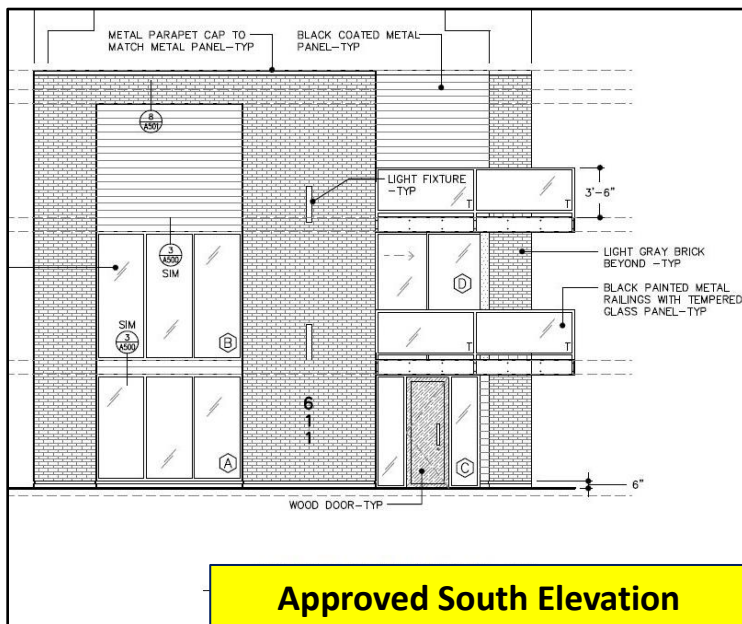 METAL PARAPET CAP TO
MATCH METAL PANEL-TYP
BLACK COATED METAL
PANEL-TYP
8
A501
LIGHT FIXTURE
-TYP
T
T
3'-6"
3
A500
SIM
D
LIGHT GRAY BRICK
BEYOND -TYP
BLACK PAINTED METAL
RAILINGS WITH TEMPERED
GLASS PANEL-TYP
SIM
3
A500
B
T
T
6
1
1
A
C
6"
WOOD DOOR-TYP
Approved South Elevation